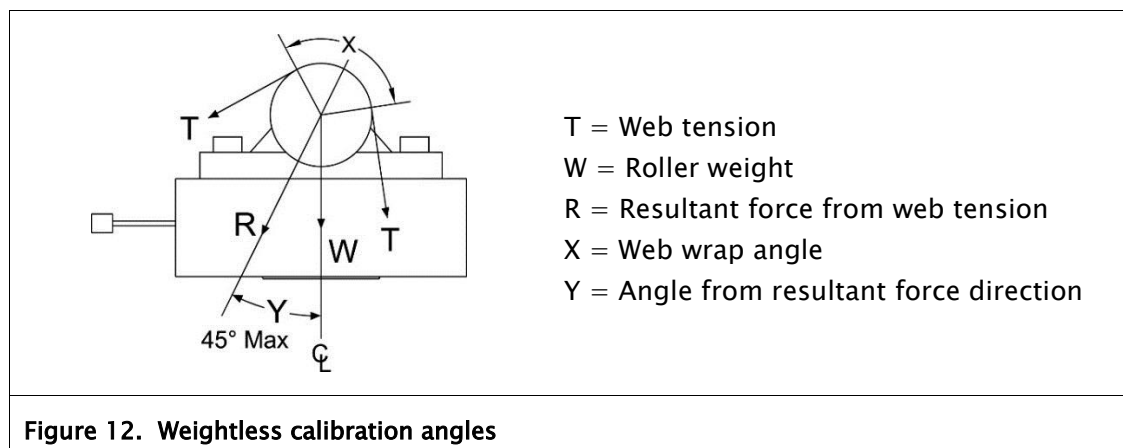 X
T
R
T
W
Y
45° Max
℄
T = Web tension
W = Roller weight
R = Resultant force from web tension
X = Web wrap angle
Y = Angle from resultant force direction
Figure 12. Weightless calibration angles